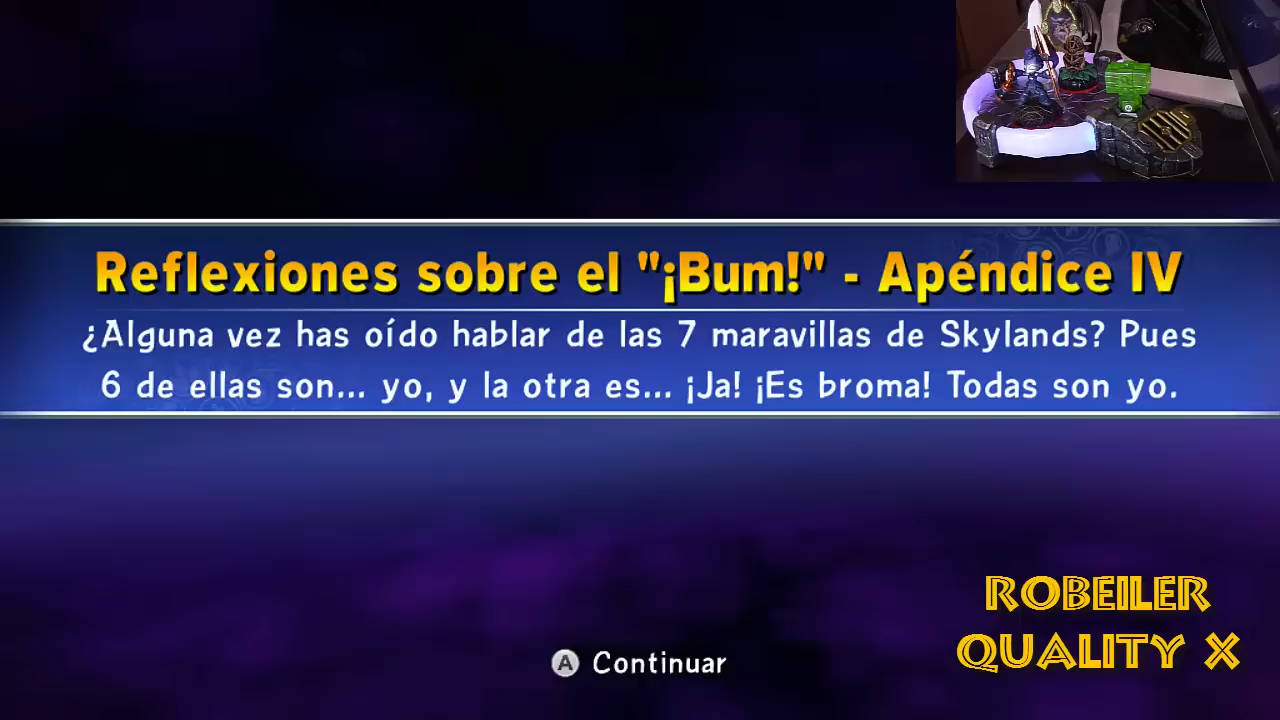 Reflexiones sobre el "¡Bum!" - Apéndice IV
¿Alguna vez has oído hablar de las 7 maravillas de Skylands? Pues
6 de ellas son... yo, y la otra es... ¡Ja! ¡Es broma! Todas son yo.
ROBEILER
QUALITY X
A Continuar